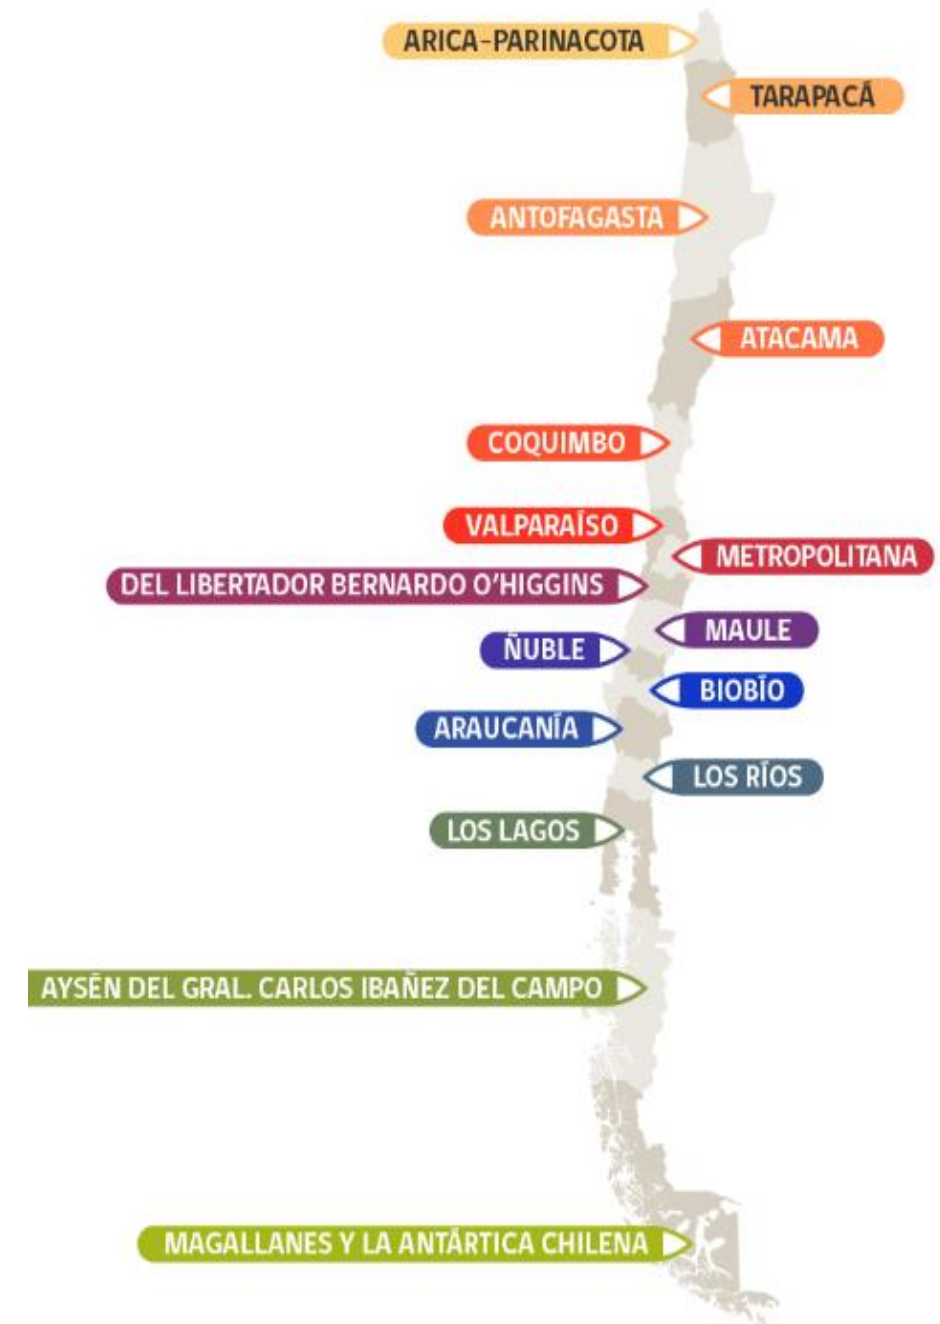 ARICA-PARINACOTA
TARAPACÁ
ANTOFAGASTA
ATACAMA
COQUIMBO
VALPARAÍSO
METROPOLITANA
DEL LIBERTADOR BERNARDO O'HIGGINS
MAULE
ÑUBLE
BIOBÍO
ARAUCANÍA
LOS RÍOS
LOS LAGOS
AYSÉN DEL GRAL. CARLOS IBAÑEZ DEL CAMPO
MAGALLANES Y LA ANTÁRTICA CHILENA